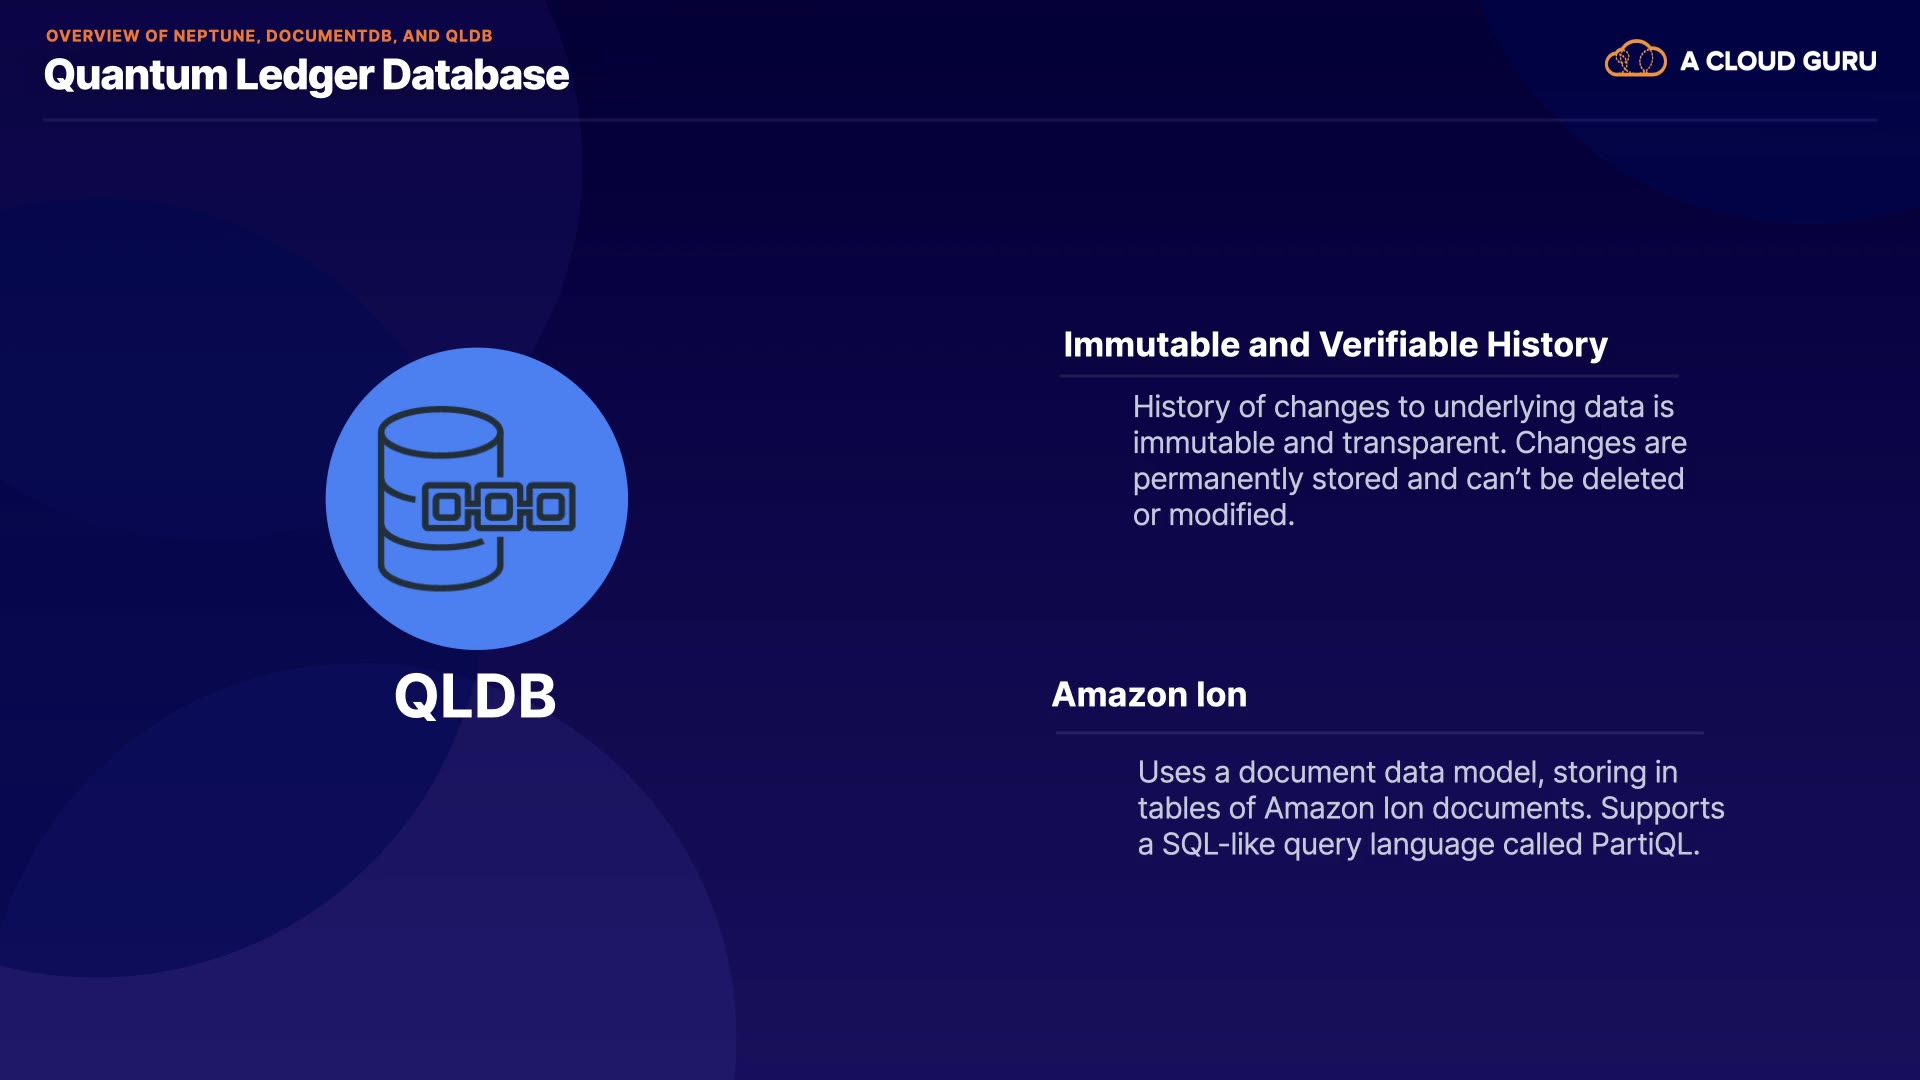 OVERVIEW OF NEPTUNE, DOCUMENTDB, AND QLDB
Quantum Ledger Database
A CLOUD GURU
QLDB
Immutable and Verifiable History
History of changes to underlying data is
immutable and transparent. Changes are
permanently stored and can’t be deleted
or modified.
Amazon Ion
Uses a document data model, storing in
tables of Amazon Ion documents. Supports
a SQL-like query language called PartiQL.